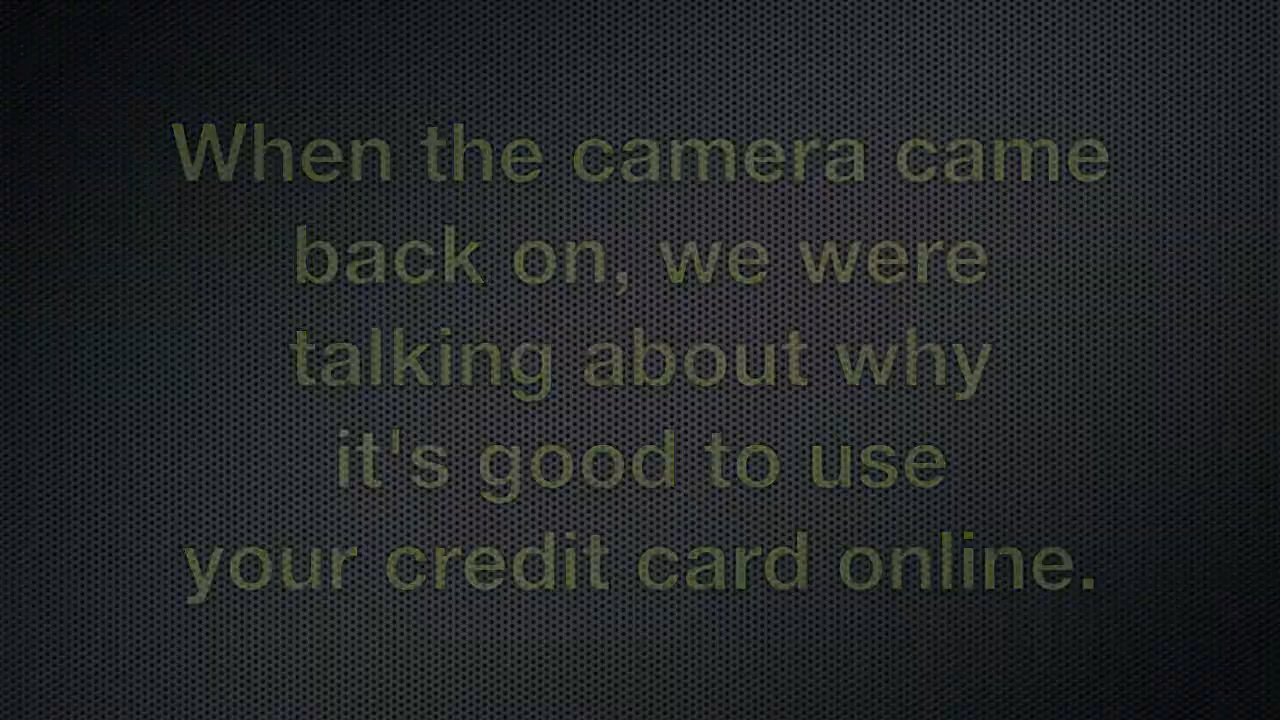 When the camera came
back on, we were
talking about why
it's good to use
your credit card online.